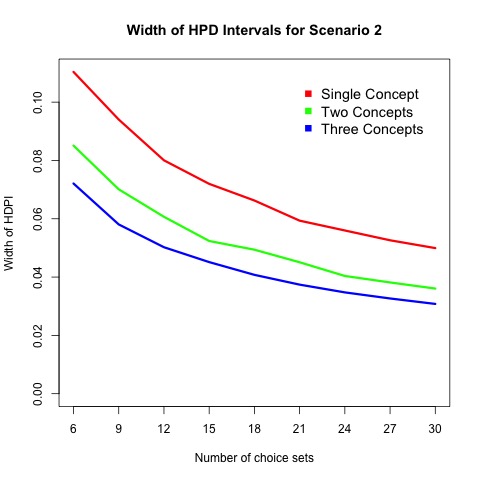 Width of HPD Intervals for Scenario 2
Single Concept
Two Concepts
Three Concepts
Width of HDPI
0.10
0.08
0.06
0.04
0.02
0.00
6 9 12 15 18 21 24 27 30
Number of choice sets